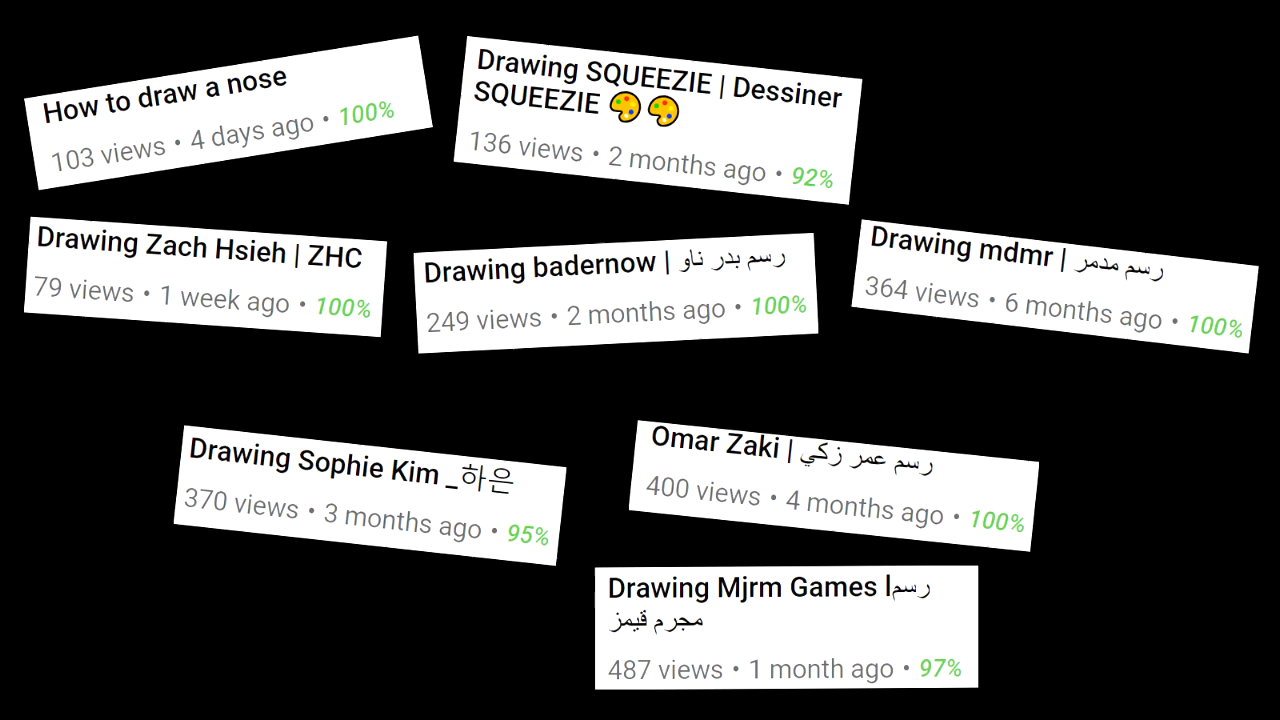 How to draw a nose
103 views • 4 days ago • 100%
Drawing SQUEEZIE | Dessiner
SQUEEZIE 🎨🎨
136 views • 2 months ago • 92%
Drawing Zach Hsieh | ZHC
79 views • 1 week ago • 100%
Drawing badernow | رسم بدر ناو
249 views • 2 months ago • 100%
Drawing mdmr | رسم مدمر
364 views • 6 months ago • 100%
Drawing Sophie Kim _하은
370 views • 3 months ago • 95%
Omar Zaki | رسم عمر زكي
400 views • 4 months ago • 100%
Drawing Mjrm Games |رسم
مجرم قيمز
487 views • 1 month ago • 97%